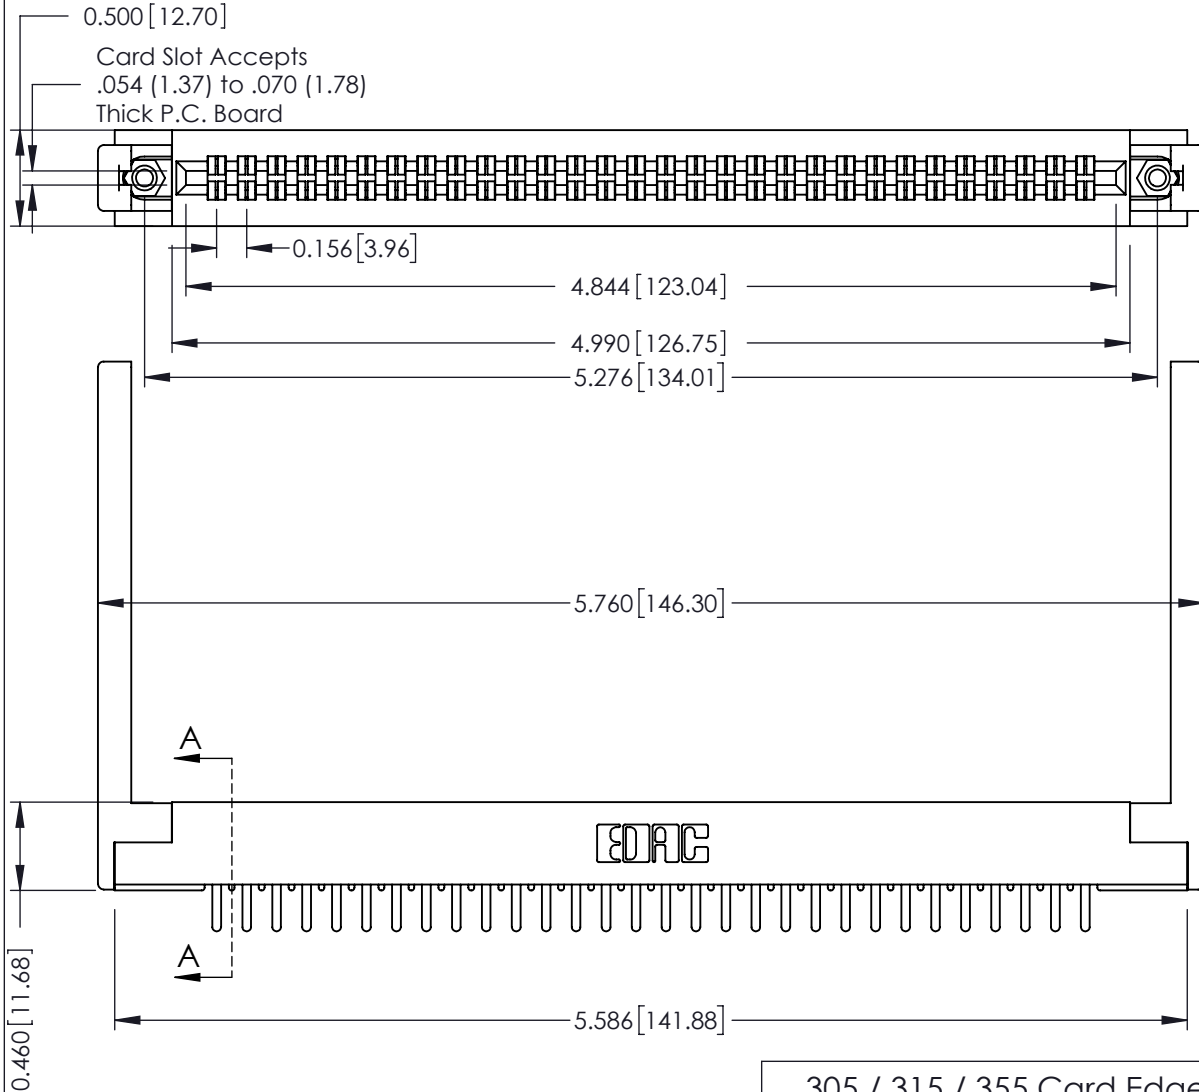 0.500 [12.70]
Card Slot Accepts
.054 (1.37) to .070 (1.78)
Thick P.C. Board
0.156 [3.96]
4.844 [123.04]
4.990 [126.75]
5.276 [134.01]
5.760 [146.30]
A
EDAC
A
0.460 [11.68]
5.586 [141.88]
305 / 315 / 355 Card Edge